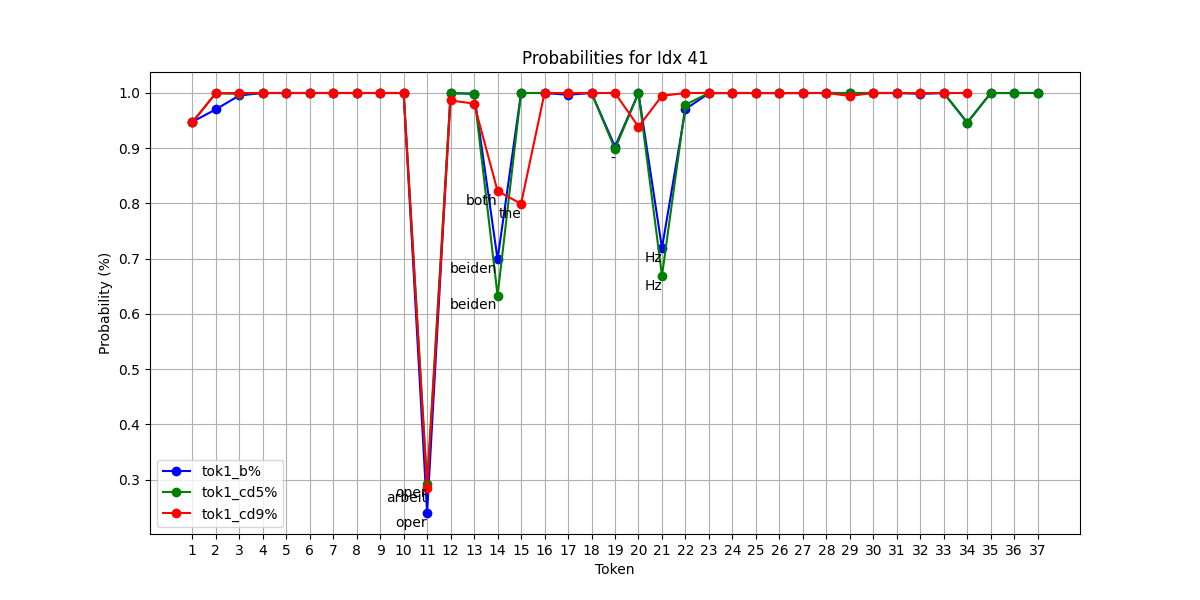 Probabilities for Idx 41
Probability (%)
1.0
0.9
0.8
0.7
0.6
0.5
0.4
0.3
-
both
the
beiden
beiden
Hz
Hz
oper
arbeit
oper
tok1_b%
tok1_cd5%
tok1_cd9%
1 2 3 4 5 6 7 8 9 10 11 12 13 14 15 16 17 18 19 20 21 22 23 24 25 26 27 28 29 30 31 32 33 34 35 36 37
Token